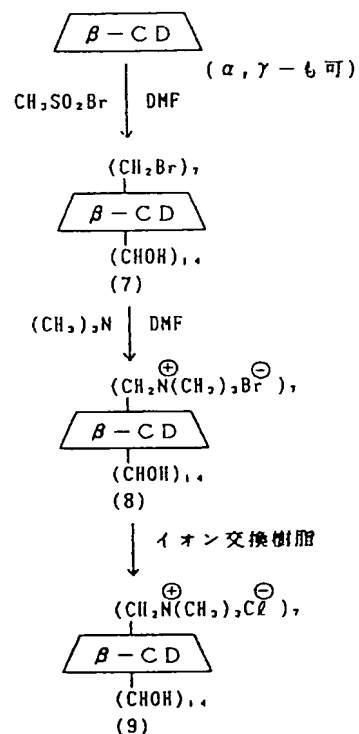 β－CD
(α,γ－も可)
CH₃SO₂Br DMF
(CH₂Br)₇
β－CD
(CHOH)₁₄
(7)
(CH₃)₃N DMF
(CH₂N⊕(CH₃)₃Br⊖)₇
β－CD
(CHOH)₁₄
(8)
イオン交換樹脂
(CH₂N⊕(CH₃)₃Cℓ⊖)₇
β－CD
(CHOH)₁₄
(9)